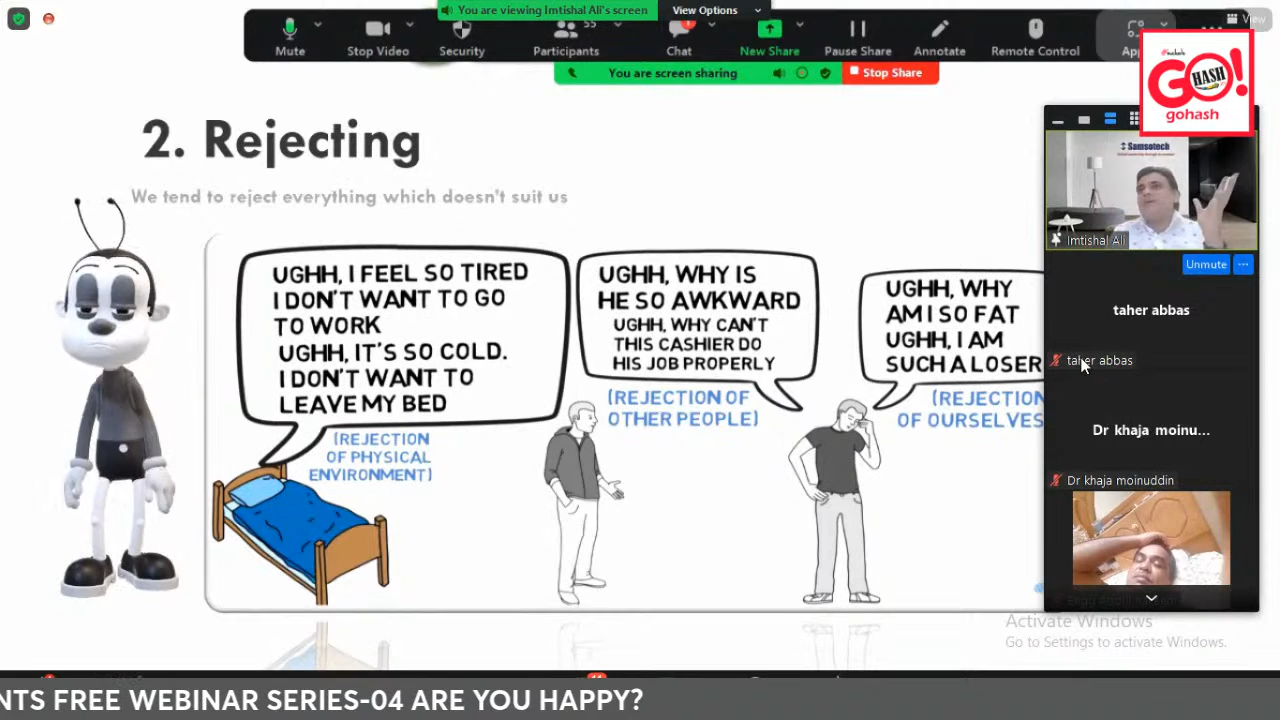 You are viewing Imtishal Ali's screen
View Options
View
Mute
Stop Video
Security
55
Participants
Chat
New Share
Pause Share
Annotate
Remote Control
You are screen sharing
Stop Share
GO!
HASH
gohash
2. Rejecting
We tend to reject everything which doesn't suit us
UGHH, I FEEL SO TIRED
I DON'T WANT TO GO
TO WORK
UGHH, IT'S SO COLD.
I DON'T WANT TO
LEAVE MY BED
(REJECTION
OF PHYSICAL
ENVIRONMENT)
UGHH, WHY IS
HE SO AWKWARD
UGHH, WHY CAN'T
THIS CASHIER DO
HIS JOB PROPERLY
(REJECTION OF
OTHER PEOPLE)
UGHH, WHY
AM I SO FAT
UGHH, I AM
SUCH A LOSER
(REJECTION
OF OURSELVES
Samsotech
Imtishal Ali
Unmute
taher abbas
taher abbas
Dr khaja moinu...
Dr khaja moinuddin
Activate Windows
Go to Settings to activate Windows.
NTS FREE WEBINAR SERIES-04 ARE YOU HAPPY?